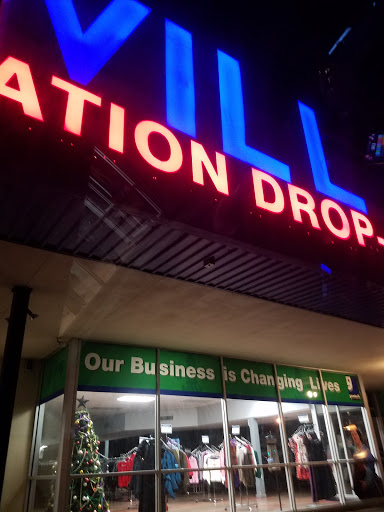 VILL
ATION DROP-
Our Business is Changing Lives